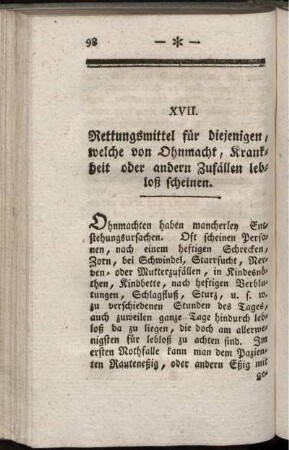 98 — * —
XVII.
Rettungsmittel für diejenigen,
welche von Ohnmacht, Krank-
heit oder andern Zufällen leb-
loß scheinen.
Ohnmachten haben mancherley Ent-
stehungsursachen. Oft scheinen Perso-
nen, nach einem heftigen Schrecken,
Zorn, bey Schwindel, Starrsucht, Ner-
ven- oder Mutterzufällen, in Kindesnö-
then, Kindbette, nach heftigen Verblu-
tungen, Schlagfluß, Sturz, u. s. w.
zu verschiedenen Stunden des Tages,
auch zuweilen ganze Tage hindurch leb-
loß da zu liegen, die doch am allerwe-
nigsten für lebloß zu achten sind. Im
ersten Nothfalle kann man dem Pazien-
ten Rauteneßig, oder andern Eßig mit
ge-